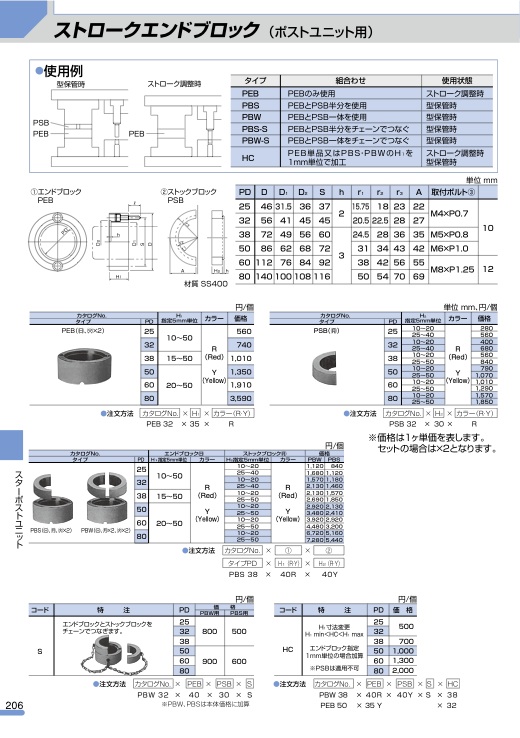 ストロークエンドブロック（ポストユニット用）
●使用例
型保管時
ストローク調整時
PSB
PEB
PEB
タイプ 組合わせ 使用状態
PEB PEBのみ使用 ストローク調整時
PBS PEBとPSB半分を使用 型保管時
PBW PEBとPSB一体を使用 型保管時
PBS-S PEBとPSB半分をチェーンでつなぐ 型保管時
PBW-S PEBとPSB一体をチェーンでつなぐ 型保管時
HC PEB単品又はPBS・PBWのH₁を1mm単位で加工 ストローク調整時 型保管時
単位 mm
①エンドブロック
PEB
②ストックブロック
PSB
材質 SS400
PD D D₁ D₂ S h r₁ r₂ r₃ A 取付ボルト③
25 46 31.5 36 37 2 15.75 18 23 22 M4×P0.7 10
32 56 41 45 45 20.5 22.5 28 27
38 72 49 56 60 3 24.5 28 36 35 M5×P0.8
50 86 62 68 72 31 34 43 42 M6×P1.0
60 112 76 84 92 38 42 56 55 M8×P1.25 12
80 140 100 108 116 50 54 70 69
円/個
カタログNo. H₁ 指定5mm単位 カラー 価格
タイプ PD
25 10~50 R (Red) Y (Yellow) 560
32 740
38 15~50 1,010
50 20~50 1,350
60 1,910
80 3,590
●注文方法 カタログNo. × H₁ × カラー(R・Y)
PEB 32 × 35 × R
単位 mm、円/個
カタログNo. H₂ 指定5mm単位 カラー 価格
タイプ PD
25 10~20 R (Red) Y (Yellow) 280
25~40 560
32 10~20 400
25~40 680
38 10~20 560
25~50 840
50 10~20 790
25~50 1,070
60 10~20 1,010
25~50 1,290
80 10~20 1,570
25~50 1,850
●注文方法 カタログNo. × H₂ × カラー(R・Y)
PSB 32 × 30 × R
※価格は1ヶ単価を表します。
セットの場合は×2となります。
円/個
カタログNo. エンドブロック① ストックブロック② 価格
タイプ PD H₁指定5mm単位 カラー H₂指定5mm単位 カラー PBW PBS
25 10~50 R (Red) Y (Yellow) 10~20 R (Red) Y (Yellow) 1,120 840
25~40 1,680 1,120
32 10~20 1,570 1,180
25~40 2,130 1,460
38 15~50 10~20 2,130 1,570
25~50 2,690 1,850
50 20~50 10~20 2,920 2,130
25~50 3,480 2,410
60 10~20 3,920 2,920
25~50 4,480 3,200
80 10~20 6,720 5,160
25~50 7,280 5,440
●注文方法 カタログNo. × ① × ②
タイプPD × H₁ (R・Y) × H₂ (R・Y)
PBS 38 × 40R × 40Y
スターポストユニット
円/個
コード 特 注 PD 価 格
PBW用 PBS用
S エンドブロックとストックブロックを
チェーンでつなぎます。
25 800 500
32
38
50 900 600
60
80
●注文方法 カタログNo. × PEB × PSB × S
PBW 32 × 40 × 30 × S
※PBW、PBSは本体価格に加算
円/個
コード 特 注 PD 価 格
HC H₁寸法変更
H₁ min<HC<H₁ max
エンドブロック指定
1mm単位の場合加算
※PSBは適用不可
25 500
32
38 700
50 1,000
60 1,300
80 2,000
●注文方法 カタログNo. × PEB × PSB × S × HC
PBW 38 × 40R × 40Y × S × 38
PEB 50 × 35 Y × 32
206